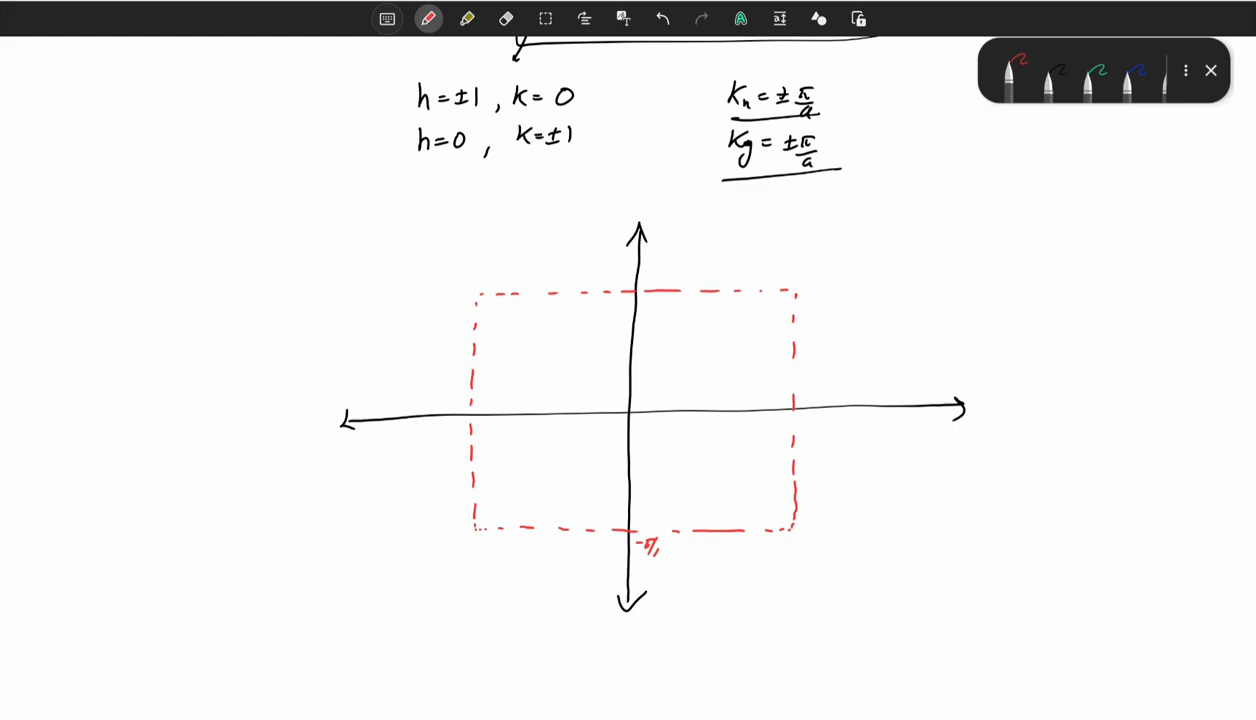 h = ±1 , k = 0
h = 0 , k = ±1
Kx = ± π/a
Ky = ± π/a